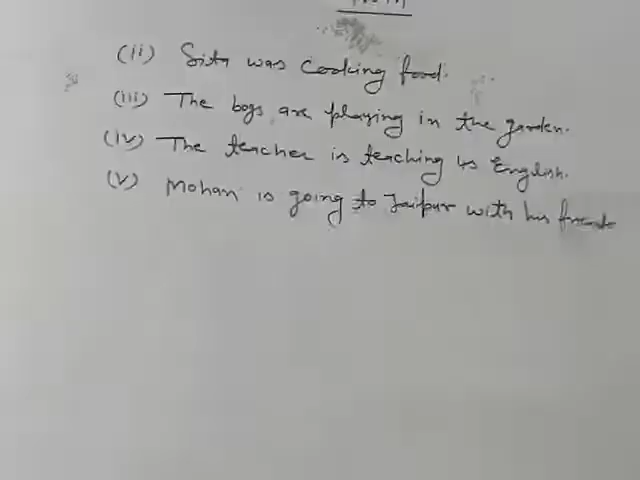 (ii) Sita was cooking food.
(iii) The boys are playing in the garden.
(iv) The teacher is teaching us English.
(v) Mohan is going to Jaipur with his friends